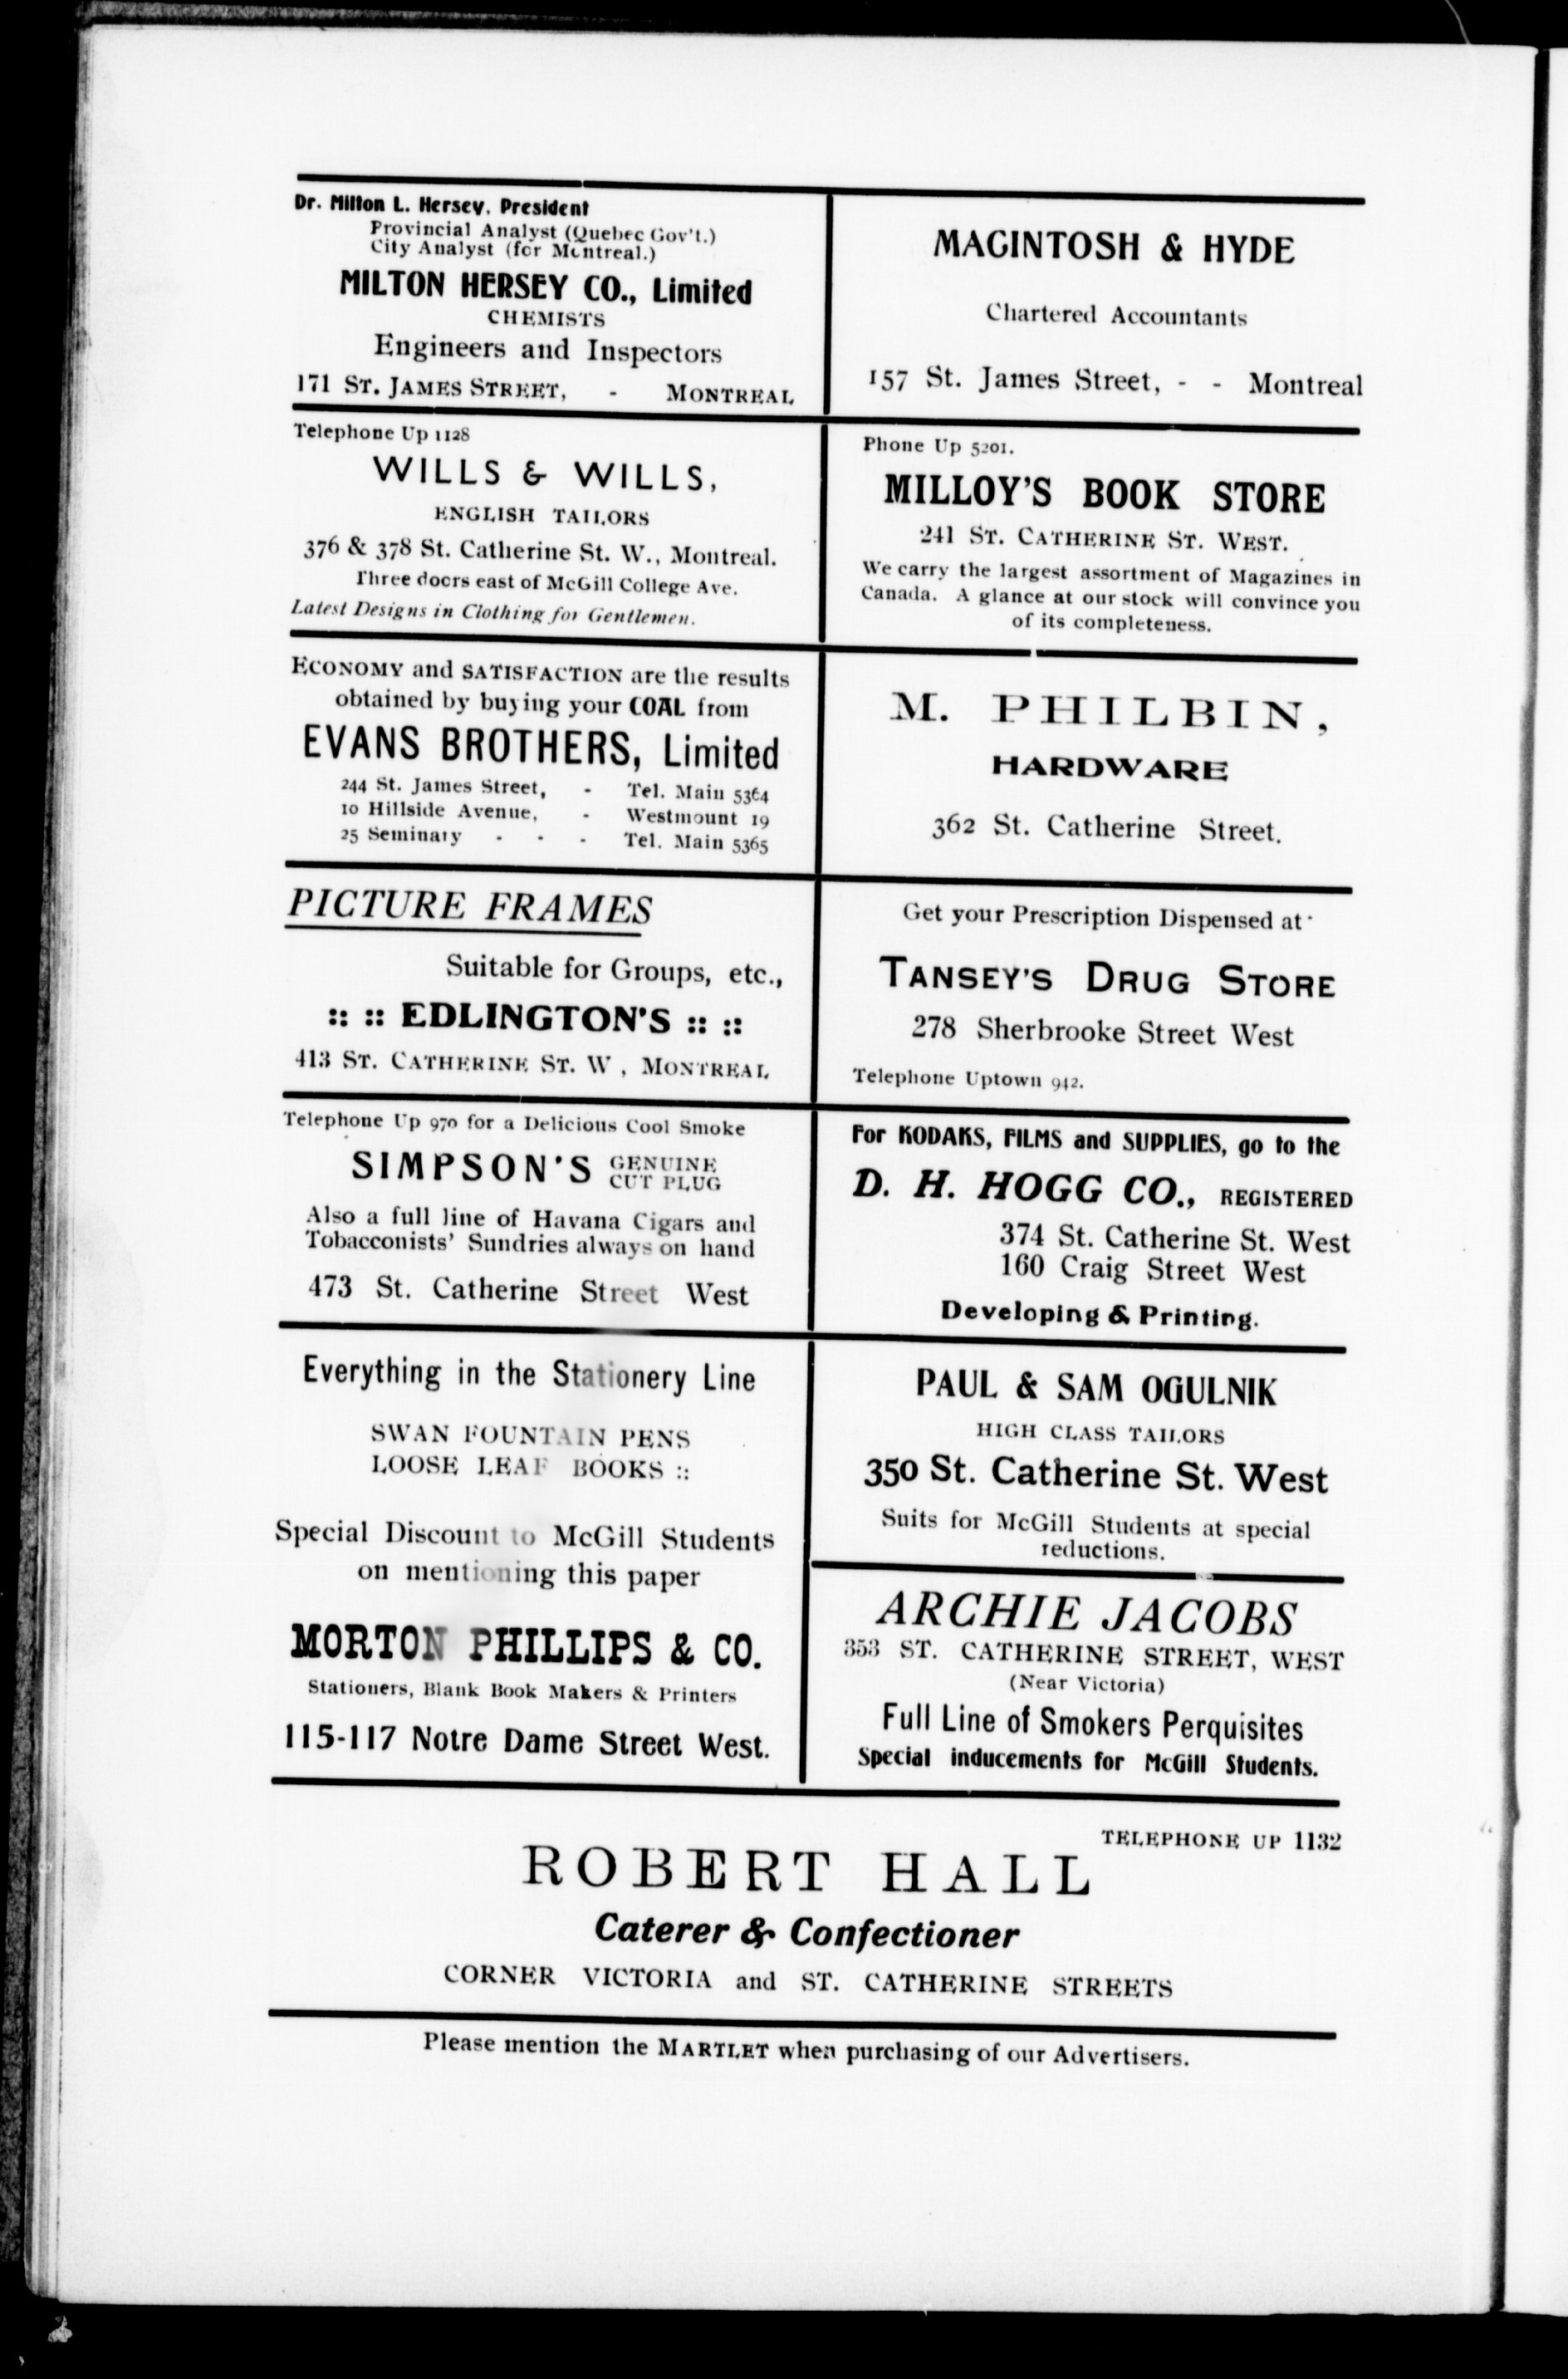 Dr. Milton L. Hersey, President
Provincial Analyst (Quebec Gov't.)
City Analyst (for Montreal.)
MILTON HERSEY CO., Limited
CHEMISTS
Engineers and Inspectors
171 ST. JAMES STREET, - MONTREAL
MACINTOSH & HYDE
Chartered Accountants
157 St. James Street, - - Montreal
Telephone Up 1128
WILLS & WILLS,
ENGLISH TAILORS
376 & 378 St. Catherine St. W., Montreal.
Three doors east of McGill College Ave.
Latest Designs in Clothing for Gentlemen.
Phone Up 5201.
MILLOY'S BOOK STORE
241 ST. CATHERINE ST. WEST.
We carry the largest assortment of Magazines in
Canada. A glance at our stock will convince you
of its completeness.
ECONOMY and SATISFACTION are the results
obtained by buying your COAL from
EVANS BROTHERS, Limited
244 St. James Street, - Tel. Main 5364
10 Hillside Avenue, - Westmount 19
25 Seminary - - - Tel. Main 5365
M. PHILBIN,
HARDWARE
362 St. Catherine Street.
PICTURE FRAMES
Suitable for Groups, etc.,
:: :: EDLINGTON'S :: ::
413 ST. CATHERINE ST. W , MONTREAL
Get your Prescription Dispensed at
TANSEY'S DRUG STORE
278 Sherbrooke Street West
Telephone Uptown 942.
Telephone Up 970 for a Delicious Cool Smoke
SIMPSON'S GENUINE
CUT PLUG
Also a full line of Havana Cigars and
Tobacconists' Sundries always on hand
473 St. Catherine Street West
For KODAKS, FILMS and SUPPLIES, go to the
D. H. HOGG CO., REGISTERED
374 St. Catherine St. West
160 Craig Street West
Developing & Printing.
Everything in the Stationery Line
SWAN FOUNTAIN PENS
LOOSE LEAF BOOKS ::
Special Discount to McGill Students
on mentioning this paper
MORTON PHILLIPS & CO.
Stationers, Blank Book Makers & Printers
115-117 Notre Dame Street West.
PAUL & SAM OGULNIK
HIGH CLASS TAILORS
350 St. Catherine St. West
Suits for McGill Students at special
reductions.
ARCHIE JACOBS
353 ST. CATHERINE STREET, WEST
(Near Victoria)
Full Line of Smokers Perquisites
Special inducements for McGill Students.
TELEPHONE UP 1132
ROBERT HALL
Caterer & Confectioner
CORNER VICTORIA and ST. CATHERINE STREETS
Please mention the MARTLET when purchasing of our Advertisers.